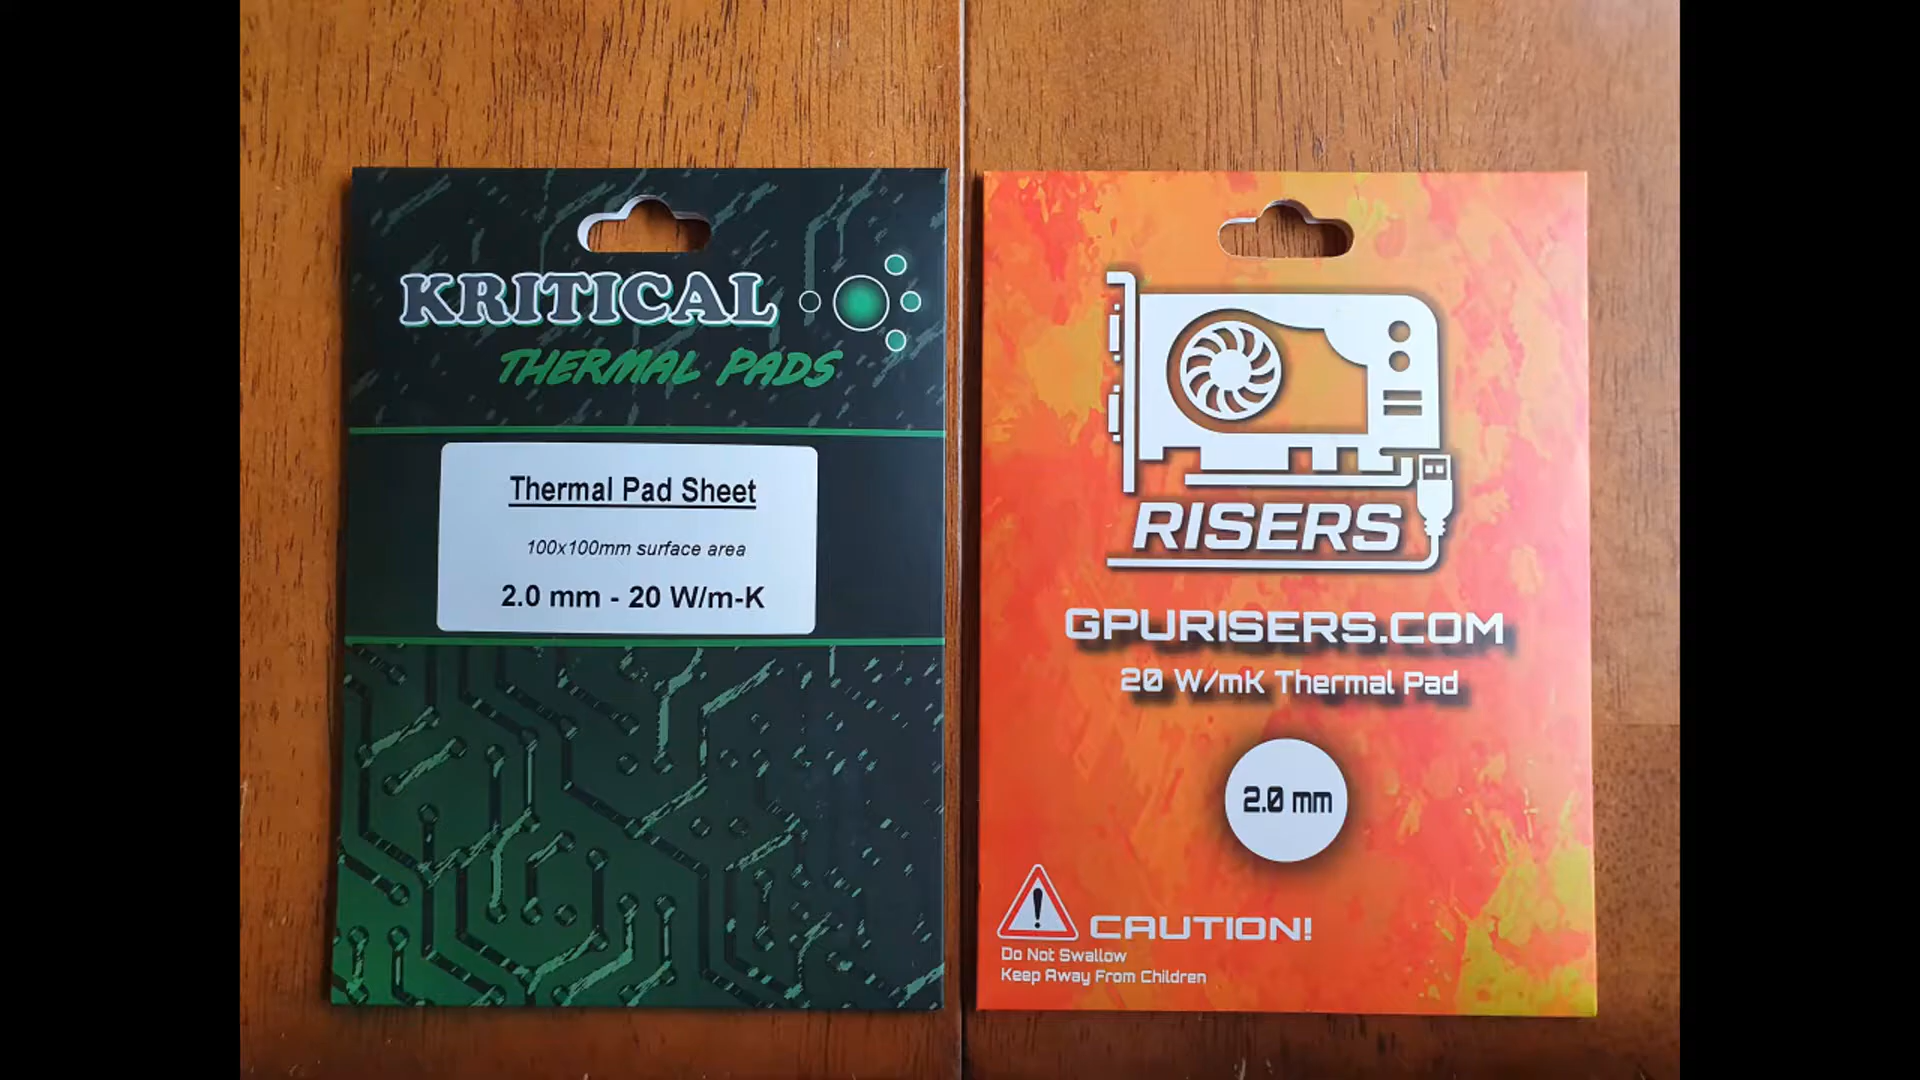 KRITICAL
THERMAL PADS
Thermal Pad Sheet
100x100mm surface area
2.0 mm - 20 W/m-K
RISERS
GPURISERS.COM
20 W/mK Thermal Pad
2.0 mm
CAUTION!
Do Not Swallow
Keep Away From Children